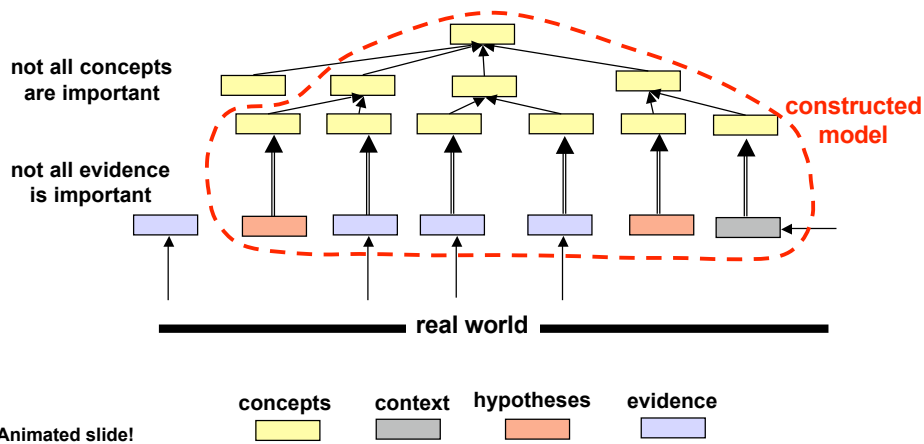 not all concepts
are important
constructed
model
not all evidence
is important
real world
concepts
context
hypotheses
evidence
Animated slide!